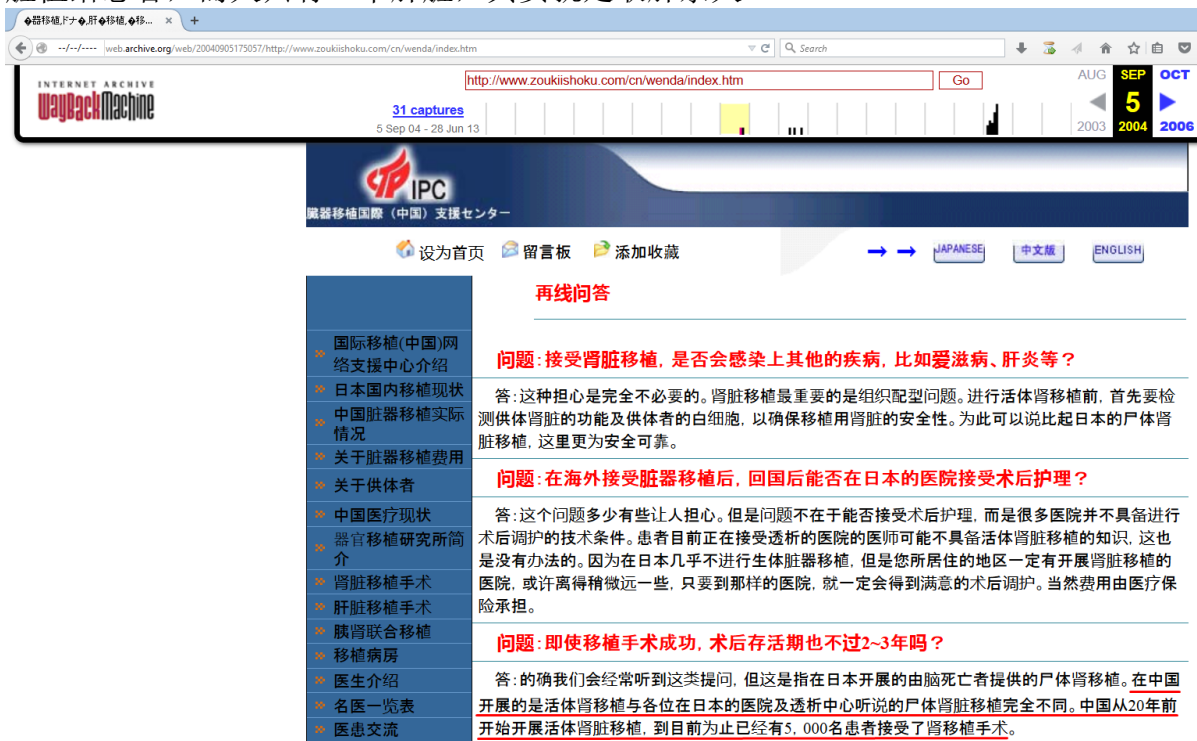 �器移植,ドナ�,肝�移植,�移...
--/--/---- web.archive.org/web/20040905175057/http://www.zoukiishoku.com/cn/wenda/index.htm
Search
INTERNET ARCHIVE
WayBackMachine
http://www.zoukiishoku.com/cn/wenda/index.htm
Go
31 captures
5 Sep 04 - 28 Jun 13
AUG SEP OCT
5
2003 2004 2006
IPC
臓器移植国際（中国）支援センター
设为首页 留言板 添加收藏
→ → JAPANESE 中文版 ENGLISH
再线问答
国际移植(中国)网
络支援中心介绍
日本国内移植现状
中国脏器移植实际
情况
关于脏器移植费用
关于供体者
中国医疗现状
器官移植研究所简
介
肾脏移植手术
肝脏移植手术
胰肾联合移植
移植病房
医生介绍
名医一览表
医患交流
问题:接受肾脏移植, 是否会感染上其他的疾病, 比如爱滋病、肝炎等？
答:这种担心是完全不必要的。肾脏移植最重要的是组织配型问题。进行活体肾移植前, 首先要检
测供体肾脏的功能及供体者的白细胞, 以确保移植用肾脏的安全性。为此可以说比起日本的尸体肾
脏移植, 这里更为安全可靠。
问题:在海外接受脏器移植后, 回国后能否在日本的医院接受术后护理？
答:这个问题多少有些让人担心。但是问题不在于能否接受术后护理, 而是很多医院并不具备进行
术后调护的技术条件。患者目前正在接受透析的医院的医师可能不具备活体肾脏移植的知识, 这也
是没有办法的。因为在日本几乎不进行生体脏器移植, 但是您所居住的地区一定有开展肾脏移植的
医院, 或许离得稍微远一些, 只要到那样的医院, 就一定会得到满意的术后调护。当然费用由医疗保
险承担。
问题:即使移植手术成功, 术后存活期也不过2~3年吗？
答:的确我们会经常听到这类提问, 但这是指在日本开展的由脑死亡者提供的尸体肾移植。在中国
开展的是活体肾移植与各位在日本的医院及透析中心听说的尸体肾脏移植完全不同。中国从20年前
开始开展活体肾脏移植, 到目前为止已经有5, 000名患者接受了肾移植手术。